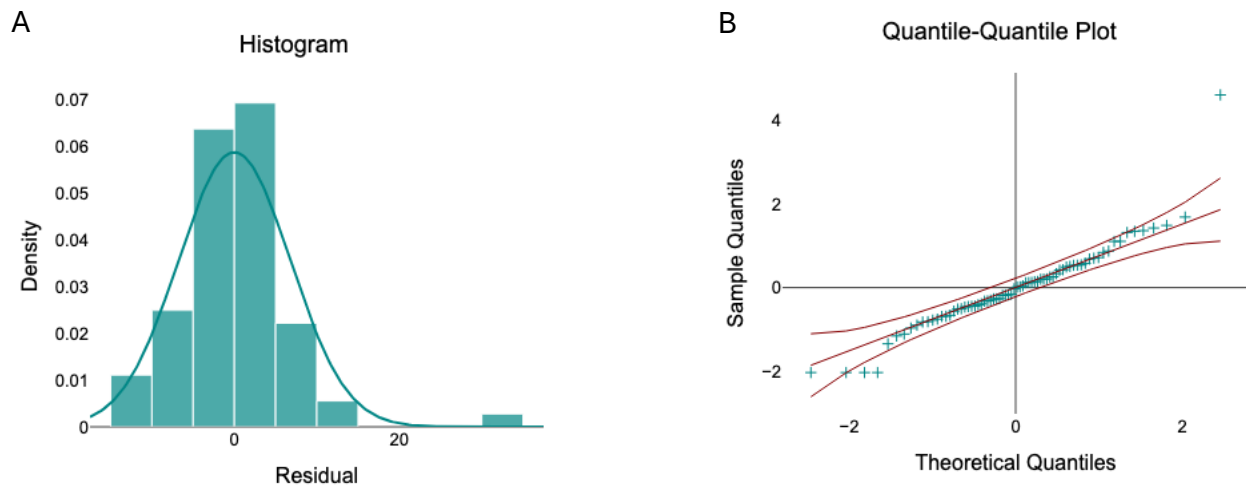 A
Histogram
0.07
0.06
0.05
0.04
0.03
0.02
0.01
0
0
20
Density
Residual
B
Quantile-Quantile Plot
4
2
0
−2
−2
0
2
Sample Quantiles
Theoretical Quantiles